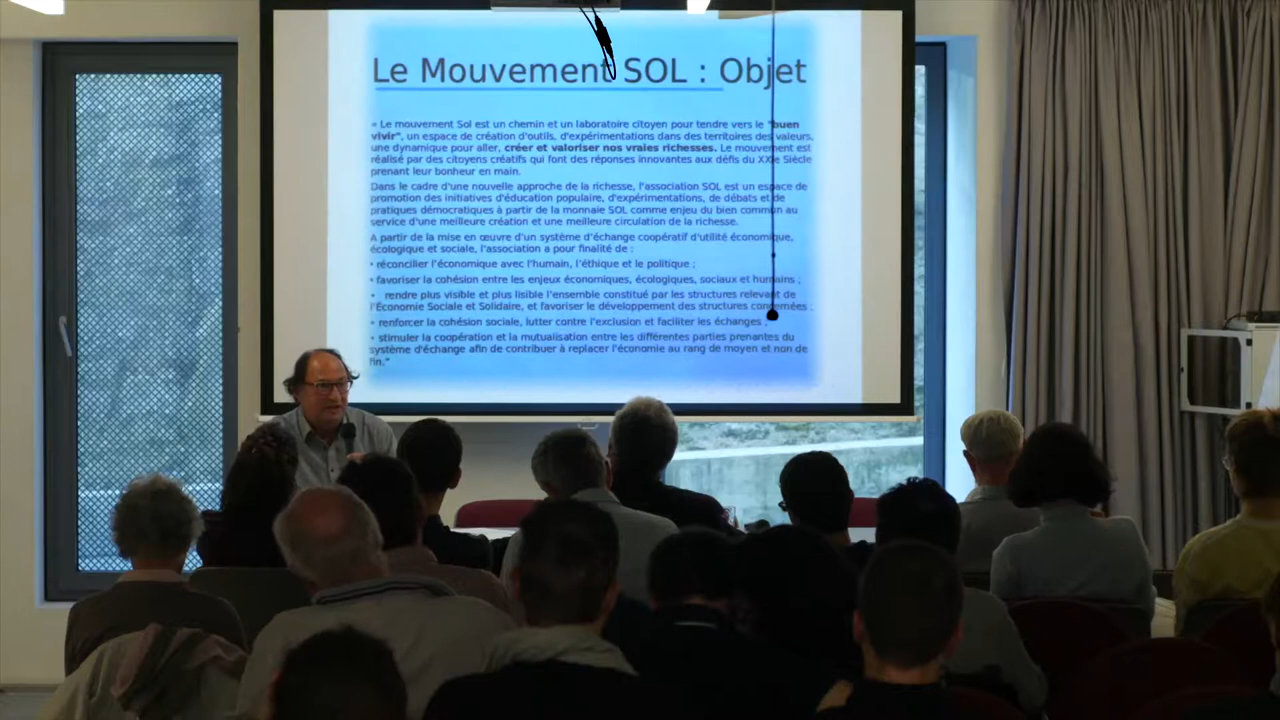 Le Mouvement SOL : Objet
« Le mouvement Sol est un chemin et un laboratoire citoyen pour tendre vers le "buen
vivir", un espace de création d'outils, d'expérimentations dans des territoires des valeurs,
une dynamique pour aller, créer et valoriser nos vraies richesses. Le mouvement est
réalisé par des citoyens créatifs qui font des réponses innovantes aux défis du XXIe Siècle
prenant leur bonheur en main.
Dans le cadre d'une nouvelle approche de la richesse, l'association SOL est un espace de
promotion des initiatives d'éducation populaire, d'expérimentations, de débats et de
pratiques démocratiques à partir de la monnaie SOL comme enjeu du bien commun au
service d'une meilleure création et une meilleure circulation de la richesse.
A partir de la mise en œuvre d'un système d'échange coopératif d'utilité économique,
écologique et sociale, l'association a pour finalité de :
• réconcilier l'économique avec l'humain, l'éthique et le politique ;
• favoriser la cohésion entre les enjeux économiques, écologiques, sociaux et humains ;
• rendre plus visible et plus lisible l'ensemble constitué par les structures relevant de
l'Économie Sociale et Solidaire, et favoriser le développement des structures concernées ;
• renforcer la cohésion sociale, lutter contre l'exclusion et faciliter les échanges ;
• stimuler la coopération et la mutualisation entre les différentes parties prenantes du
système d'échange afin de contribuer à replacer l'économie au rang de moyen et non de
fin."